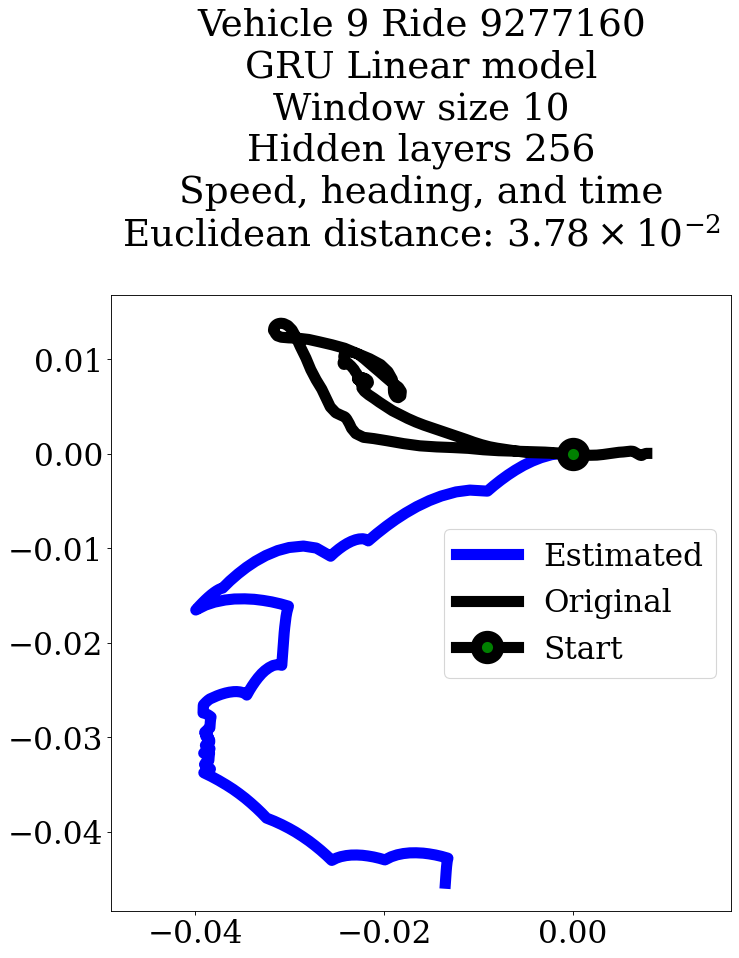 Vehicle 9 Ride 9277160
GRU Linear model
Window size 10
Hidden layers 256
Speed, heading, and time
Euclidean distance: 3.78 × 10⁻²
0.01
0.00
−0.01
−0.02
−0.03
−0.04
Estimated
Original
Start
−0.04
−0.02
0.00